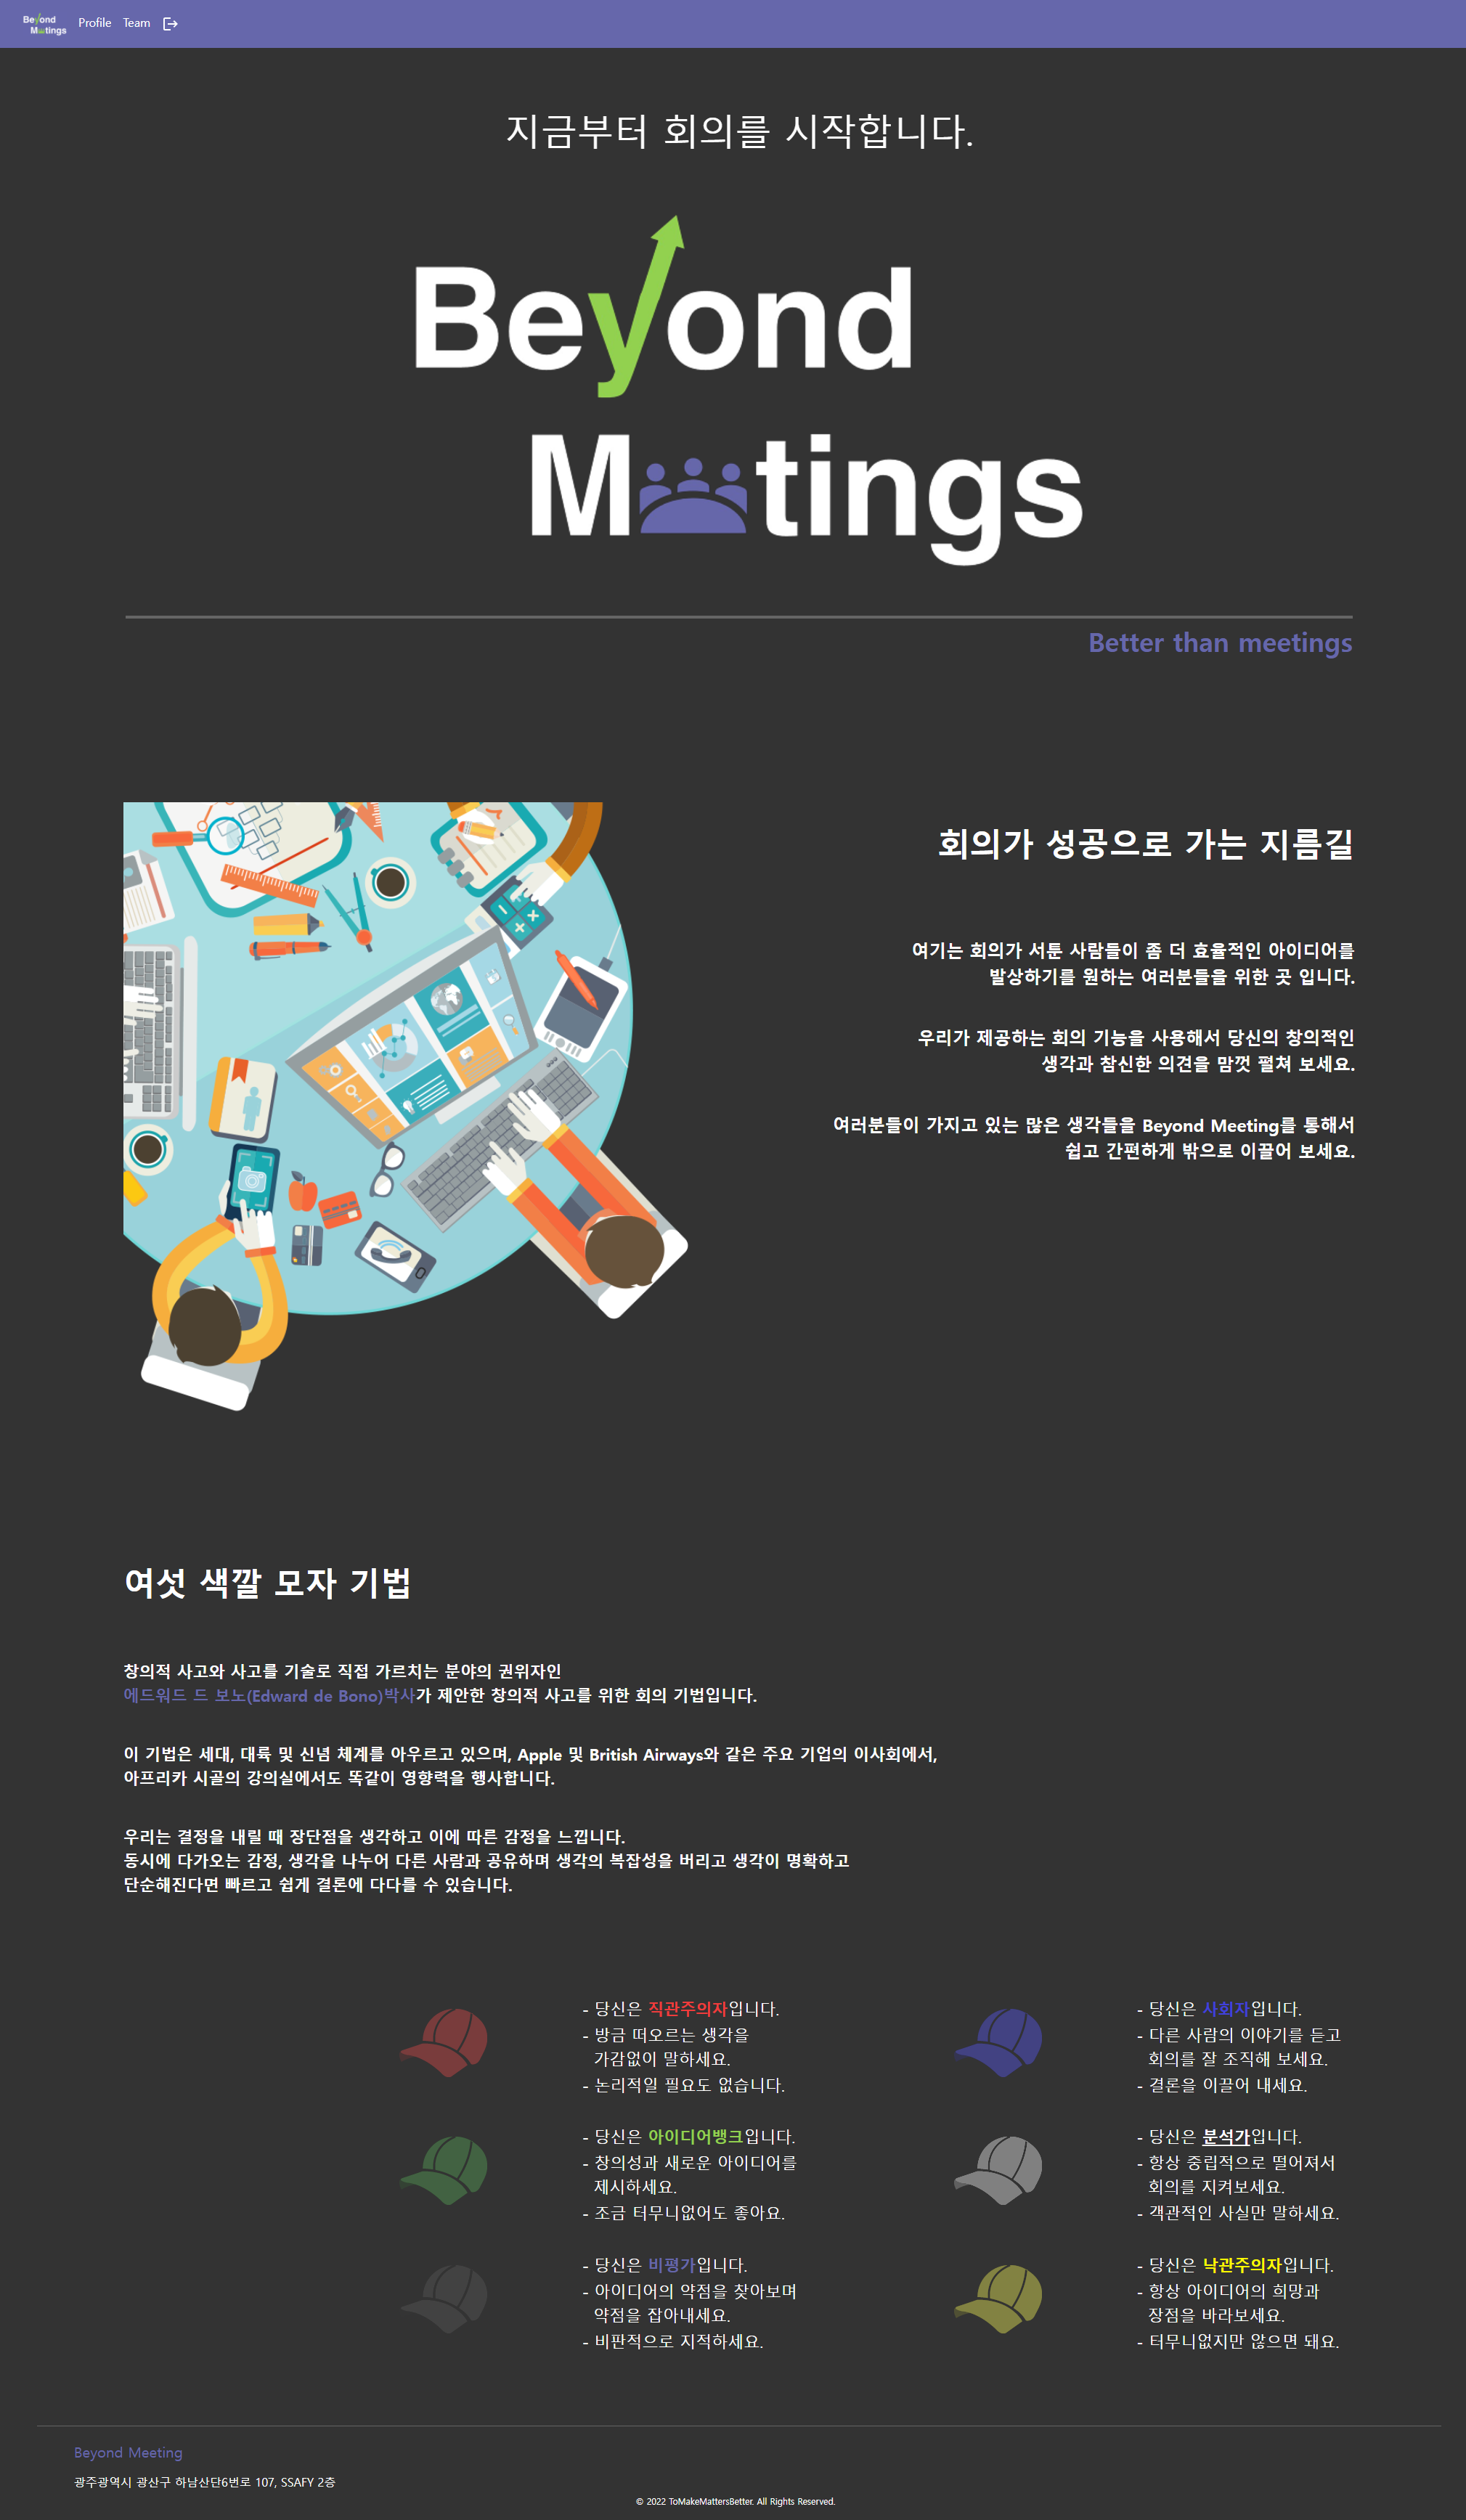 Beyond
Meetings
Profile Team
지금부터 회의를 시작합니다.
Beyond
Mtings
Better than meetings
회의가 성공으로 가는 지름길
여기는 회의가 서툰 사람들이 좀 더 효율적인 아이디어를
발상하기를 원하는 여러분들을 위한 곳 입니다.
우리가 제공하는 회의 기능을 사용해서 당신의 창의적인
생각과 참신한 의견을 맘껏 펼쳐 보세요.
여러분들이 가지고 있는 많은 생각들을 Beyond Meeting를 통해서
쉽고 간편하게 밖으로 이끌어 보세요.
여섯 색깔 모자 기법
창의적 사고와 사고를 기술로 직접 가르치는 분야의 권위자인
에드워드 드 보노(Edward de Bono)박사가 제안한 창의적 사고를 위한 회의 기법입니다.
이 기법은 세대, 대륙 및 신념 체계를 아우르고 있으며, Apple 및 British Airways와 같은 주요 기업의 이사회에서,
아프리카 시골의 강의실에서도 똑같이 영향력을 행사합니다.
우리는 결정을 내릴 때 장단점을 생각하고 이에 따른 감정을 느낍니다.
동시에 다가오는 감정, 생각을 나누어 다른 사람과 공유하며 생각의 복잡성을 버리고 생각이 명확하고
단순해진다면 빠르고 쉽게 결론에 다다를 수 있습니다.
- 당신은 직관주의자입니다.
- 방금 떠오르는 생각을
가감없이 말하세요.
- 논리적일 필요도 없습니다.
- 당신은 사회자입니다.
- 다른 사람의 이야기를 듣고
회의를 잘 조직해 보세요.
- 결론을 이끌어 내세요.
- 당신은 아이디어뱅크입니다.
- 창의성과 새로운 아이디어를
제시하세요.
- 조금 터무니없어도 좋아요.
- 당신은 분석가입니다.
- 항상 중립적으로 떨어져서
회의를 지켜보세요.
- 객관적인 사실만 말하세요.
- 당신은 비평가입니다.
- 아이디어의 약점을 찾아보며
약점을 잡아내세요.
- 비판적으로 지적하세요.
- 당신은 낙관주의자입니다.
- 항상 아이디어의 희망과
장점을 바라보세요.
- 터무니없지만 않으면 돼요.
Beyond Meeting
광주광역시 광산구 하남산단6번로 107, SSAFY 2층
© 2022 ToMakeMattersBetter. All Rights Reserved.